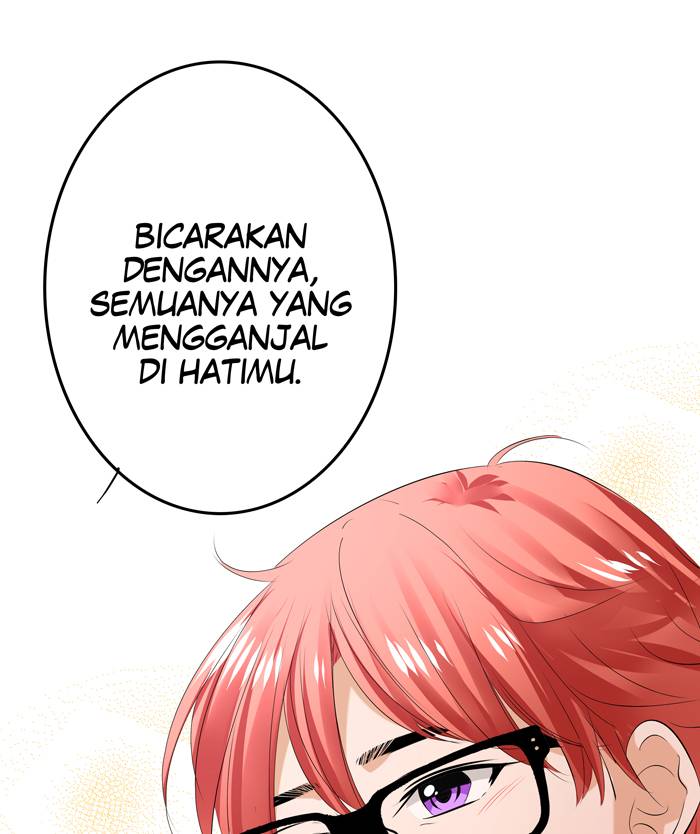 BICARAKAN
DENGANNYA,
SEMUANYA YANG
MENGGANJAL
DI HATIMU.